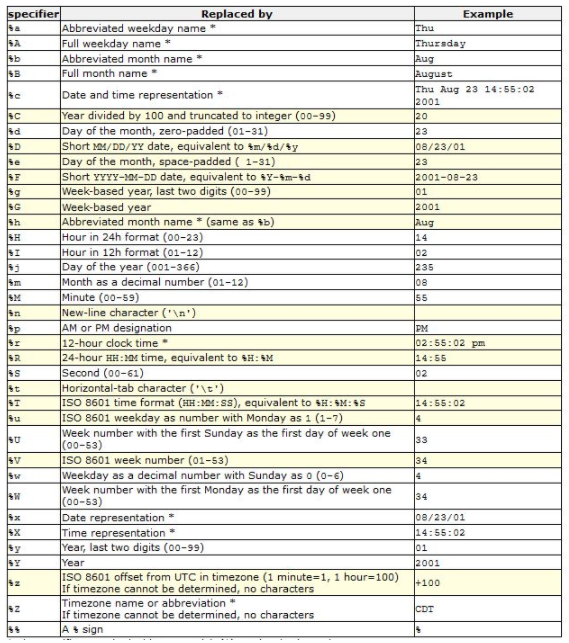 specifier Replaced by Example
%a Abbreviated weekday name * Thu
%A Full weekday name * Thursday
%b Abbreviated month name * Aug
%B Full month name * August
%c Date and time representation * Thu Aug 23 14:55:02
2001
%C Year divided by 100 and truncated to integer (00-99) 20
%d Day of the month, zero-padded (01-31) 23
%D Short MM/DD/YY date, equivalent to %m/%d/%y 08/23/01
%e Day of the month, space-padded ( 1-31) 23
%F Short YYYY-MM-DD date, equivalent to %Y-%m-%d 2001-08-23
%g Week-based year, last two digits (00-99) 01
%G Week-based year 2001
%h Abbreviated month name * (same as %b) Aug
%H Hour in 24h format (00-23) 14
%I Hour in 12h format (01-12) 02
%j Day of the year (001-366) 235
%m Month as a decimal number (01-12) 08
%M Minute (00-59) 55
%n New-line character ('\n')
%p AM or PM designation PM
%r 12-hour clock time * 02:55:02 pm
%R 24-hour HH:MM time, equivalent to %H:%M 14:55
%S Second (00-61) 02
%t Horizontal-tab character ('\t')
%T ISO 8601 time format (HH:MM:SS), equivalent to %H:%M:%S 14:55:02
%u ISO 8601 weekday as number with Monday as 1 (1-7) 4
%U Week number with the first Sunday as the first day of week one
(00-53) 33
%V ISO 8601 week number (01-53) 34
%w Weekday as a decimal number with Sunday as 0 (0-6) 4
%W Week number with the first Monday as the first day of week one
(00-53) 34
%x Date representation * 08/23/01
%X Time representation * 14:55:02
%y Year, last two digits (00-99) 01
%Y Year 2001
%z ISO 8601 offset from UTC in timezone (1 minute=1, 1 hour=100)
If timezone cannot be determined, no characters +100
%Z Timezone name or abbreviation *
If timezone cannot be determined, no characters CDT
%% A % sign %